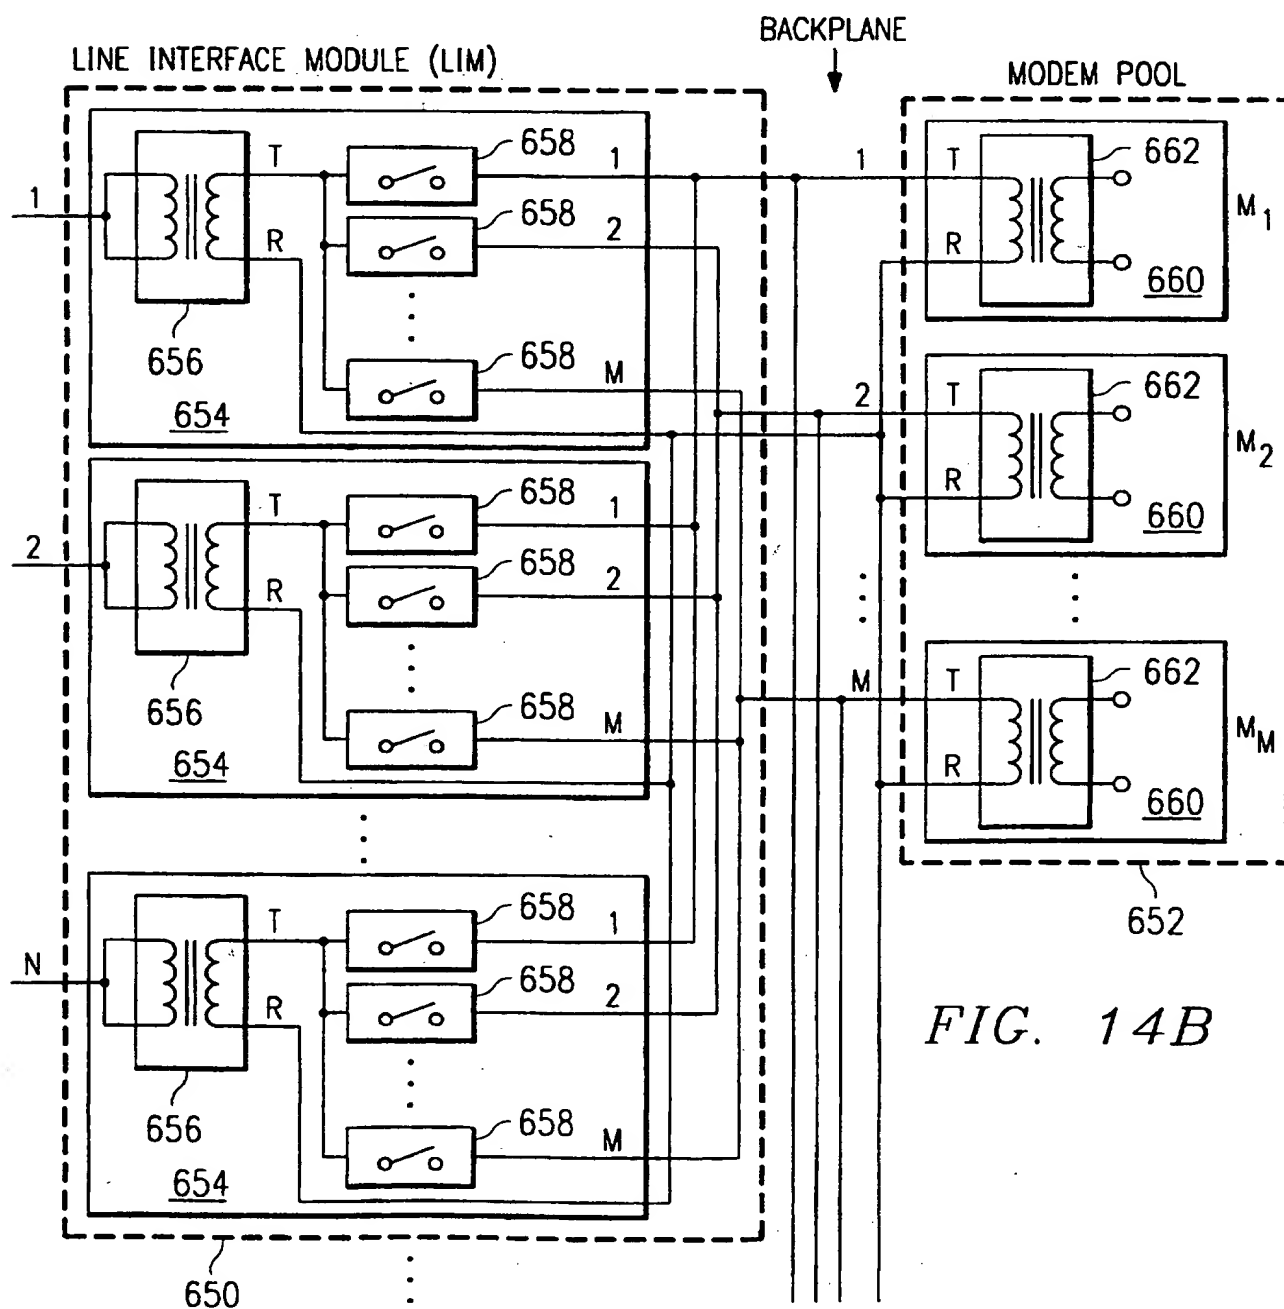 BACKPLANE
LINE INTERFACE MODULE (LIM)
MODEM POOL
1
T
R
656
654
658
1
658
2
658
M
2
T
R
656
654
658
1
658
2
658
M
N
T
R
656
654
658
1
658
2
658
M
650
1
T
R
662
660
M1
2
T
R
662
660
M2
M
T
R
662
660
MM
652
FIG. 14B